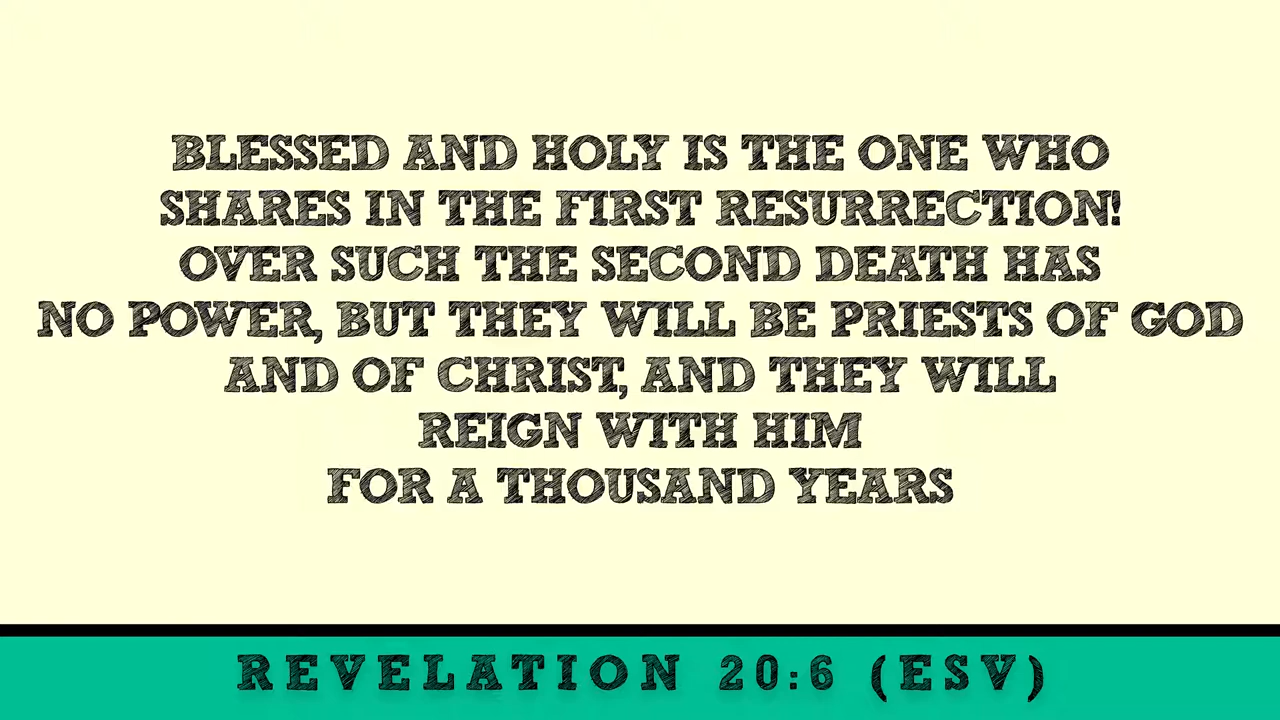 BLESSED AND HOLY IS THE ONE WHO
SHARES IN THE FIRST RESURRECTION!
OVER SUCH THE SECOND DEATH HAS
NO POWER, BUT THEY WILL BE PRIESTS OF GOD
AND OF CHRIST, AND THEY WILL
REIGN WITH HIM
FOR A THOUSAND YEARS
REVELATION 20:6 (ESV)